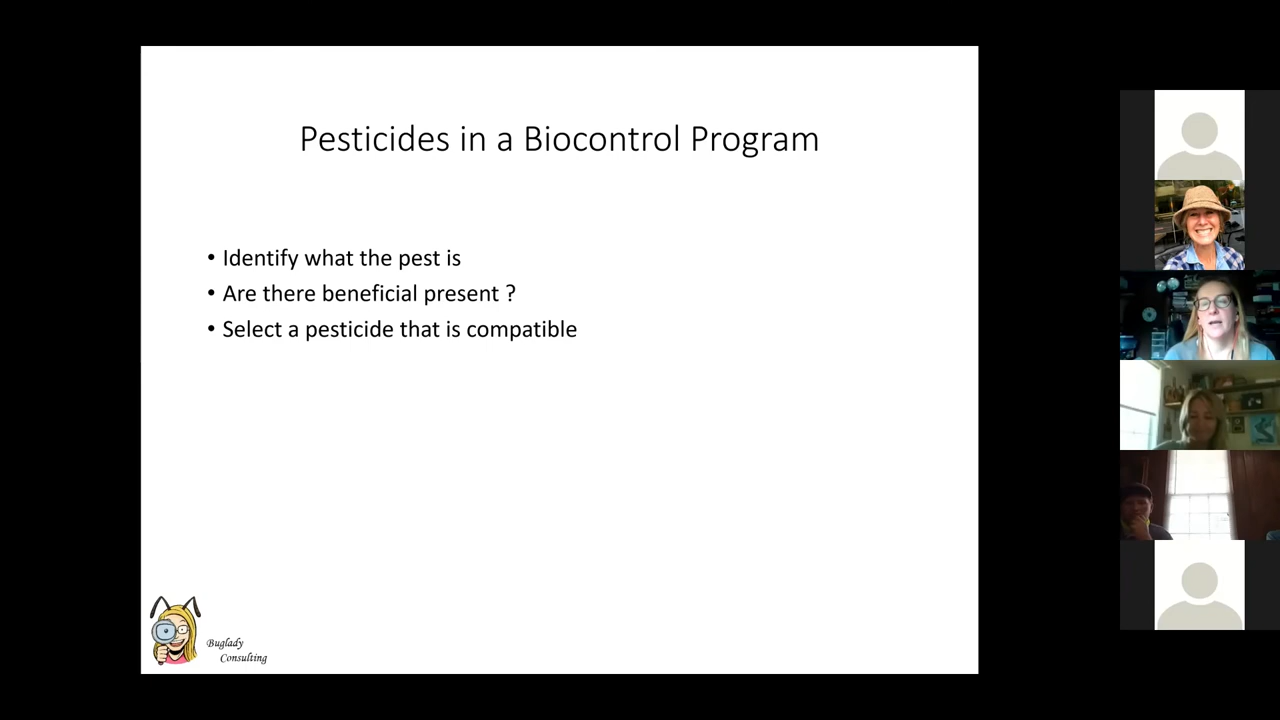 Pesticides in a Biocontrol Program
• Identify what the pest is
• Are there beneficial present ?
• Select a pesticide that is compatible
Buglady
Consulting